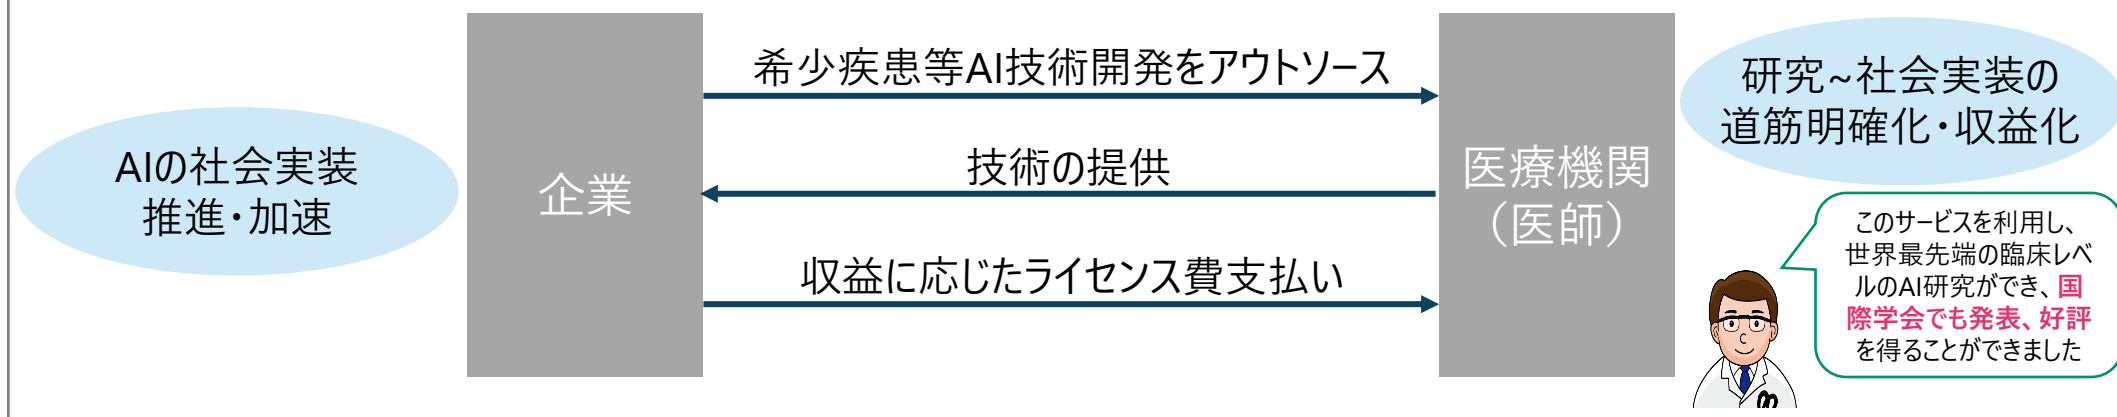 AIの社会実装
推進・加速
企業
希少疾患等AI技術開発をアウトソース
技術の提供
収益に応じたライセンス費支払い
医療機関
（医師）
研究~社会実装の
道筋明確化・収益化
このサービスを利用し、
世界最先端の臨床レベ
ルのAI研究ができ、国
際学会でも発表、好評
を得ることができました